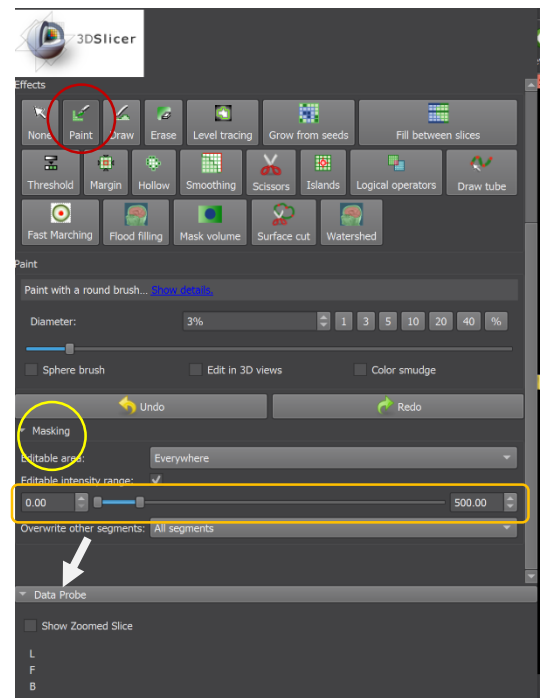 3DSlicer
Effects
None Paint Draw Erase Level tracing Grow from seeds Fill between slices
Threshold Margin Hollow Smoothing Scissors Islands Logical operators Draw tube
Fast Marching Flood filling Mask volume Surface cut Watershed
Paint
Paint with a round brush... Show details.
Diameter: 3% 1 3 5 10 20 40 %
Sphere brush Edit in 3D views Color smudge
Undo Redo
Masking
Editable area: Everywhere
Editable intensity range:
0.00 500.00
Overwrite other segments: All segments
Data Probe
Show Zoomed Slice
L
F
B